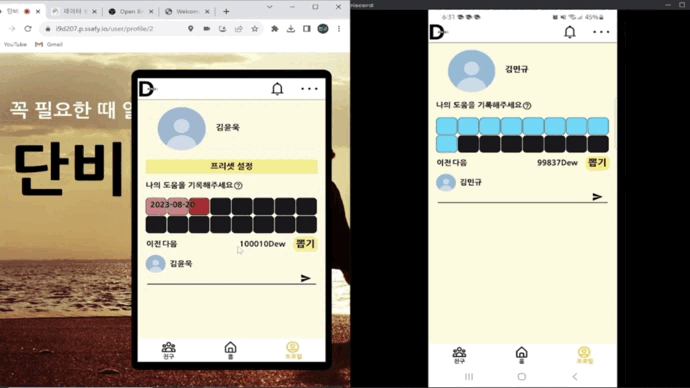 단비
데이터
Open B
Welcome
i9d207.p.ssafy.io/user/profile/2
YouTube
Gmail
꼭 필요한 때
단비
D
김윤욱
프리셋 설정
나의 도움을 기록해주세요?
2023-08-20
이전 다음
100010Dew
뽑기
김윤욱
친구
홈
프로필
6:31
45%
D
김민규
나의 도움을 기록해주세요?
이전 다음
99837Dew
뽑기
김민규
친구
홈
프로필